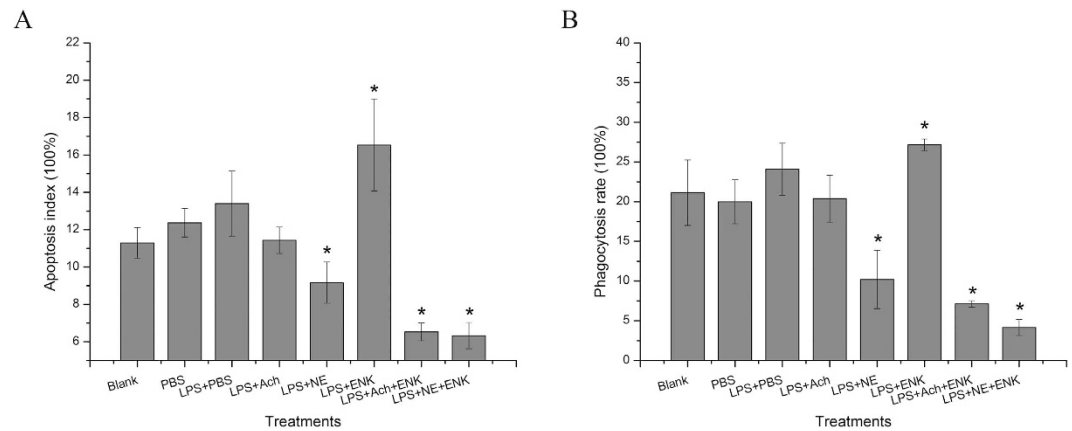 A
Apoptosis index (100%)
22
20
18
16
14
12
10
8
6
*
*
*
*
Blank
PBS
LPS+PBS
LPS+Ach
LPS+NE
LPS+ENK
LPS+Ach+ENK
LPS+NE+ENK
Treatments
B
Phagocytosis rate (100%)
40
35
30
25
20
15
10
5
0
*
*
*
*
Blank
PBS
LPS+PBS
LPS+Ach
LPS+NE
LPS+ENK
LPS+Ach+ENK
LPS+NE+ENK
Treatments